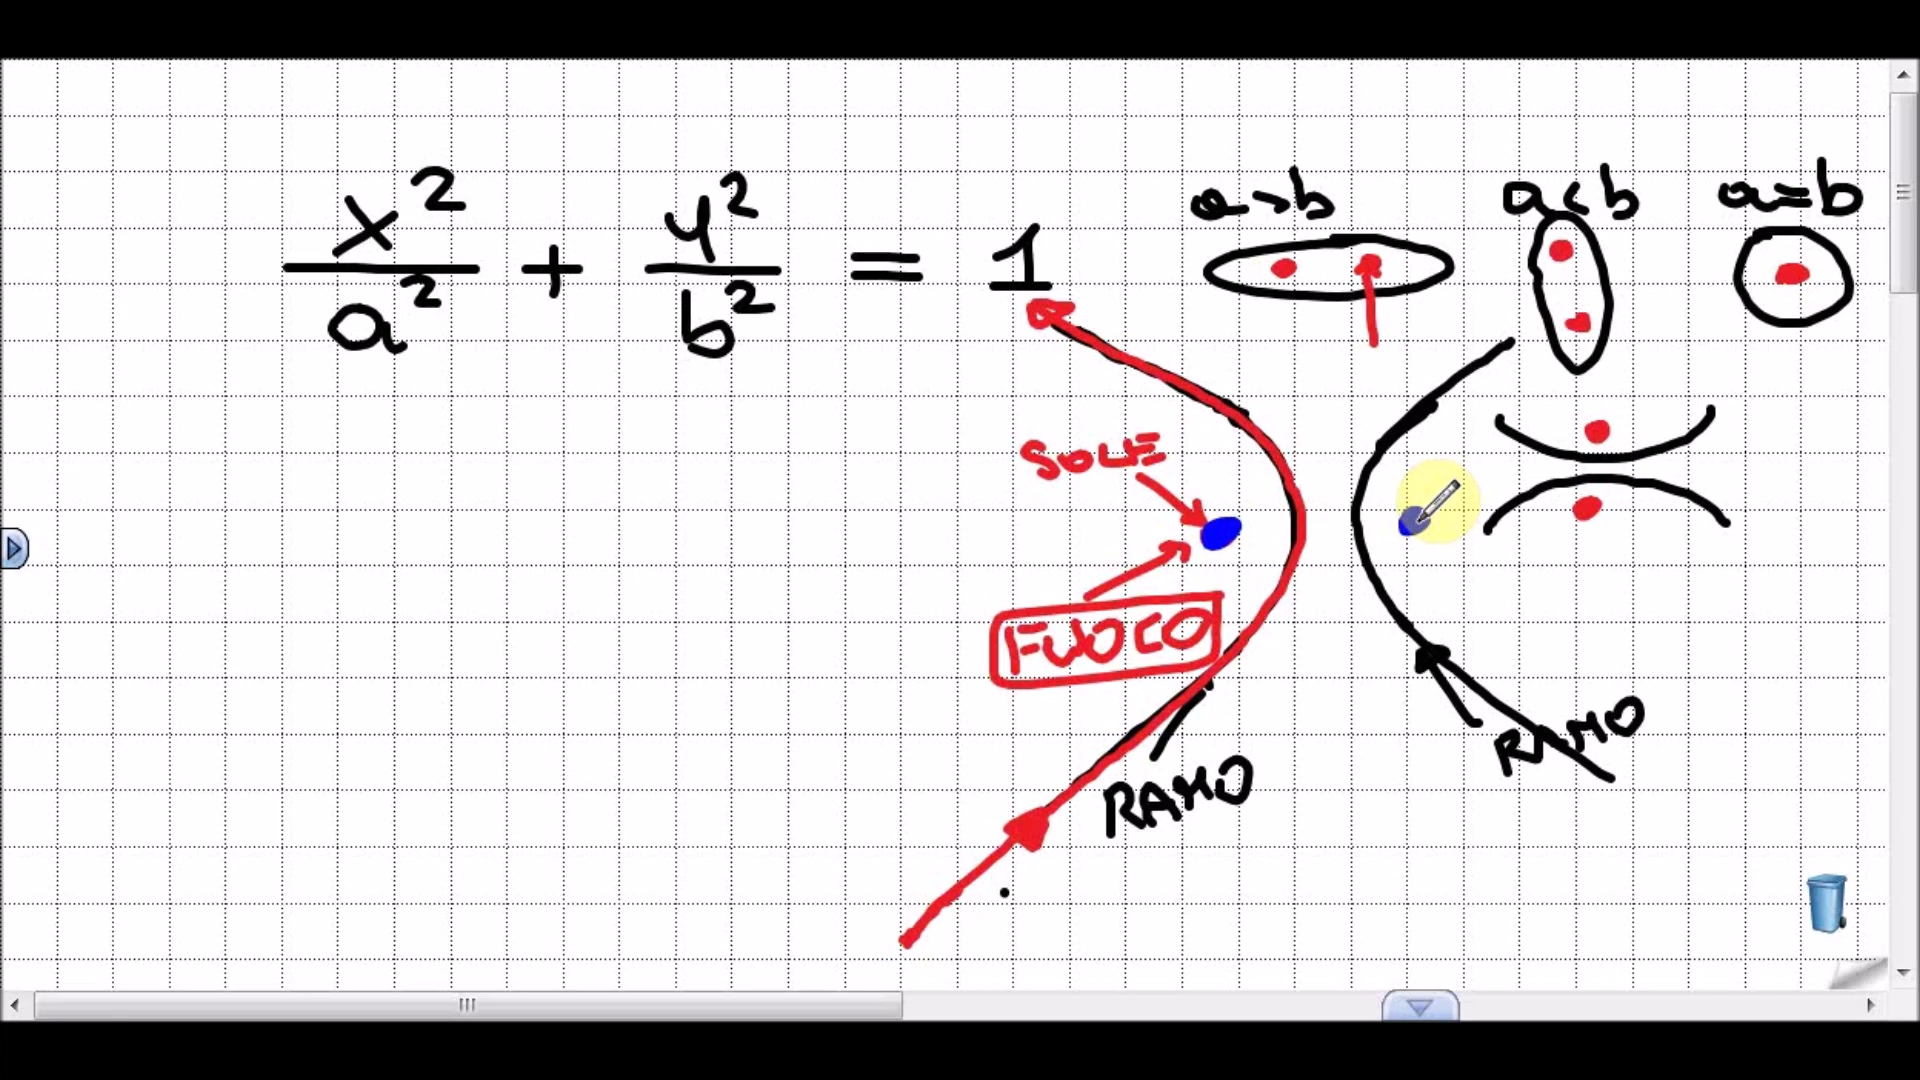 x²/a² + y²/b² = 1
a>b
a<b
a=b
SOLE
FUOCO
RAMO
RAMO